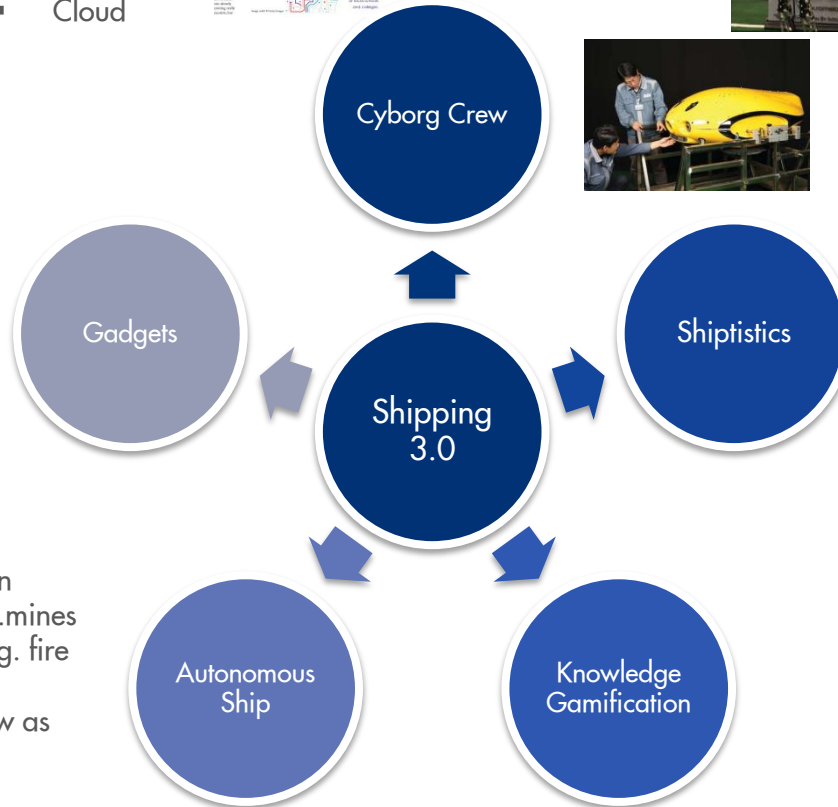 Cloud
Cyborg Crew
Gadgets
Shiptistics
Shipping
3.0
mines
g. fire
Autonomous
Ship
Knowledge
Gamification
as